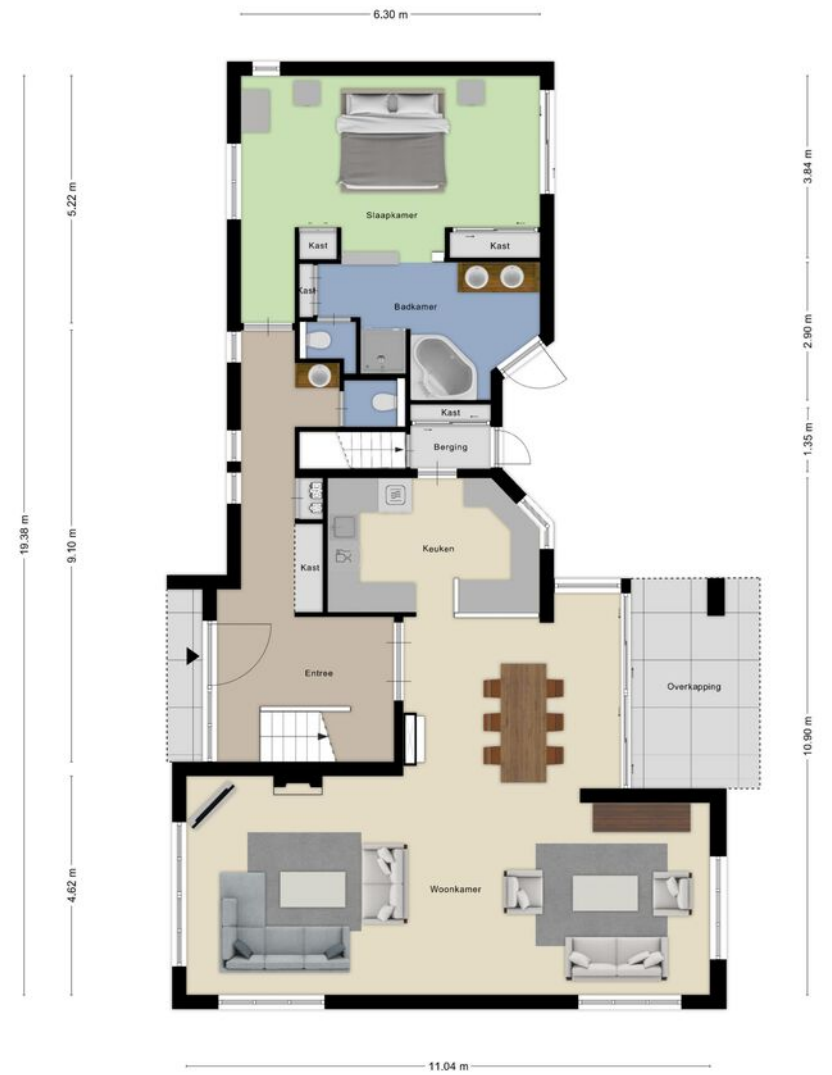 6.30 m
5.22 m
3.84 m
Slaapkamer
Kast
Kast
Kast
Badkamer
2.90 m
Kast
1.35 m
Berging
19.38 m
9.10 m
Keuken
Kast
Entree
Overkapping
10.90 m
4.62 m
Woonkamer
11.04 m